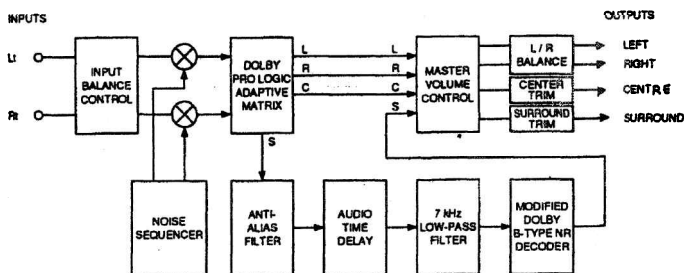 INPUTS
OUTPUTS
Lt
Rt
INPUT
BALANCE
CONTROL
DOLBY
PRO LOGIC
ADAPTIVE
MATRIX
L
R
C
S
L
R
C
S
MASTER
VOLUME
CONTROL
L / R
BALANCE
CENTER
TRIM
SURROUND
TRIM
LEFT
RIGHT
CENTRE
SURROUND
NOISE
SEQUENCER
ANTI-
ALIAS
FILTER
AUDIO
TIME
DELAY
7 kHz
LOW-PASS
FILTER
MODIFIED
DOLBY
B-TYPE NR
DECODER